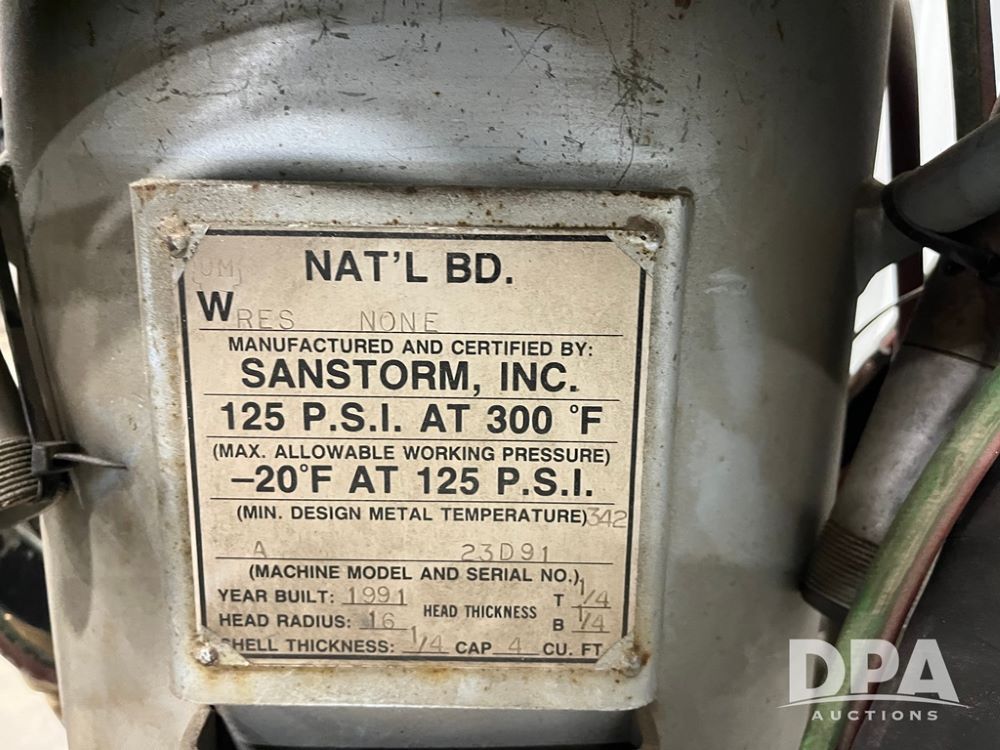 UM
NAT'L BD.
W RES NONE
MANUFACTURED AND CERTIFIED BY:
SANSTORM, INC.
125 P.S.I. AT 300 °F
(MAX. ALLOWABLE WORKING PRESSURE)
–20°F AT 125 P.S.I.
(MIN. DESIGN METAL TEMPERATURE) 342
A 23D91
(MACHINE MODEL AND SERIAL NO.)
YEAR BUILT: 1991 HEAD THICKNESS T 1/4
HEAD RADIUS: 16 B 1/4
SHELL THICKNESS: 1/4 CAP 4 CU. FT
DPA
AUCTIONS